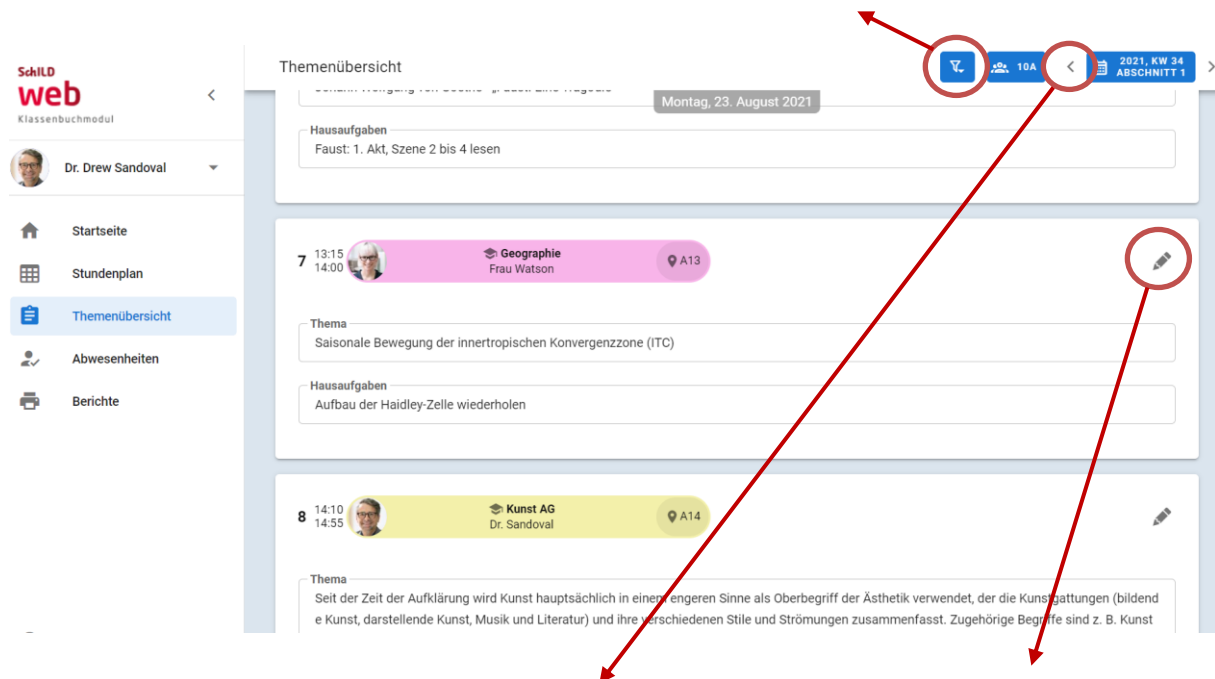 SchILD
web
Klassenbuchmodul
Dr. Drew Sandoval
Startseite
Stundenplan
Themenübersicht
Abwesenheiten
Berichte
Themenübersicht
10A
2021, KW 34
ABSCHNITT 1
Montag, 23. August 2021
Hausaufgaben
Faust: 1. Akt, Szene 2 bis 4 lesen
7 13:15
14:00
Geographie
Frau Watson
A13
Thema
Saisonale Bewegung der innertropischen Konvergenzzone (ITC)
Hausaufgaben
Aufbau der Haidley-Zelle wiederholen
8 14:10
14:55
Kunst AG
Dr. Sandoval
A14
Thema
Seit der Zeit der Aufklärung wird Kunst hauptsächlich in einem engeren Sinne als Oberbegriff der Ästhetik verwendet, der die Kunstgattungen (bildend
e Kunst, darstellende Kunst, Musik und Literatur) und ihre verschiedenen Stile und Strömungen zusammenfasst. Zugehörige Begriffe sind z. B. Kunst